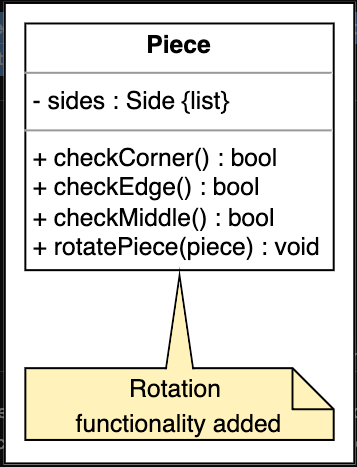 Piece
- sides : Side {list}
+ checkCorner() : bool
+ checkEdge() : bool
+ checkMiddle() : bool
+ rotatePiece(piece) : void
Rotation
functionality added